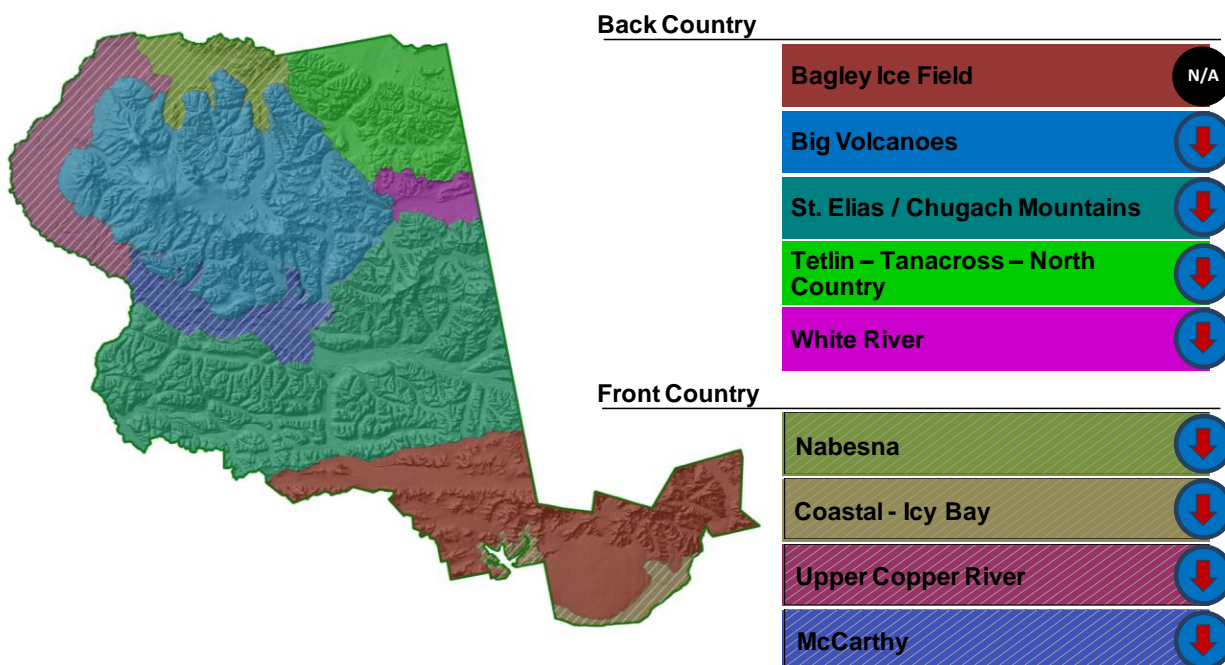 Back Country
Bagley Ice Field
N/A
Big Volcanoes
St. Elias / Chugach Mountains
Tetlin – Tanacross – North
Country
White River
Front Country
Nabesna
Coastal - Icy Bay
Upper Copper River
McCarthy